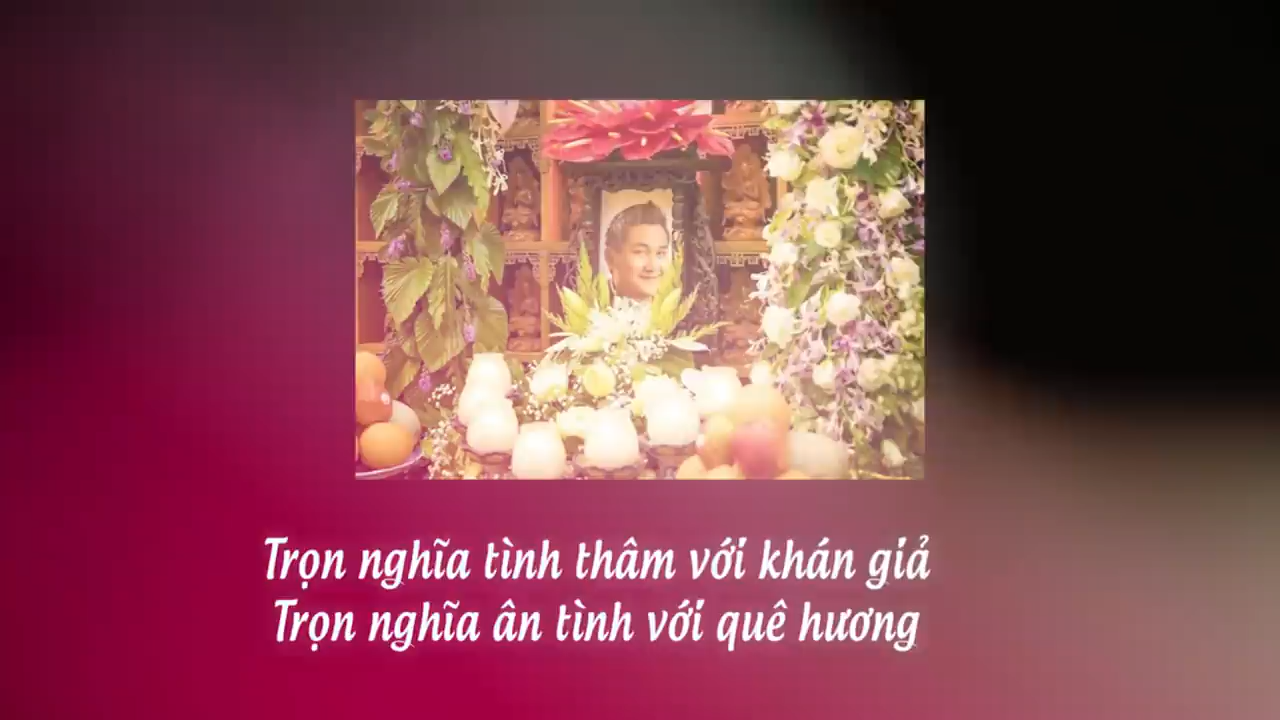 Trọn nghĩa tình thâm với khán giả
Trọn nghĩa ân tình với quê hương